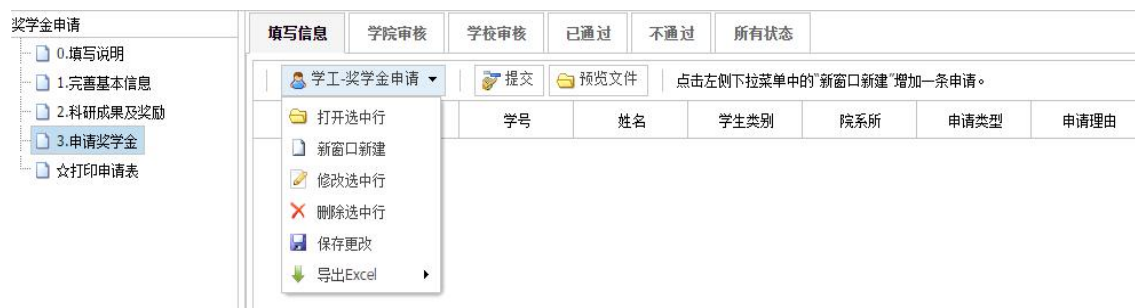 奖学金申请
0.填写说明
1.完善基本信息
2.科研成果及奖励
3.申请奖学金
☆打印申请表
填写信息 学院审核 学校审核 已通过 不通过 所有状态
学工-奖学金申请 提交 预览文件 点击左侧下拉菜单中的"新窗口新建"增加一条申请。
学号 姓名 学生类别 院系所 申请类型 申请理由
打开选中行
新窗口新建
修改选中行
删除选中行
保存更改
导出Excel